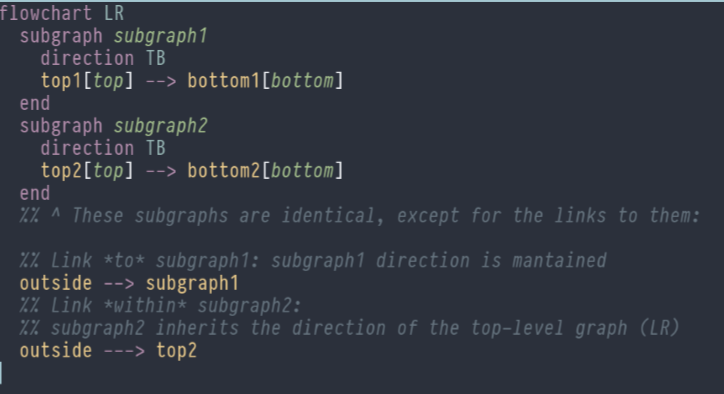 flowchart LR
subgraph subgraph1
direction TB
top1[top] --> bottom1[bottom]
end
subgraph subgraph2
direction TB
top2[top] --> bottom2[bottom]
end
%% ^ These subgraphs are identical, except for the links to them:
%% Link *to* subgraph1: subgraph1 direction is mantained
outside --> subgraph1
%% Link *within* subgraph2:
%% subgraph2 inherits the direction of the top-level graph (LR)
outside ---> top2